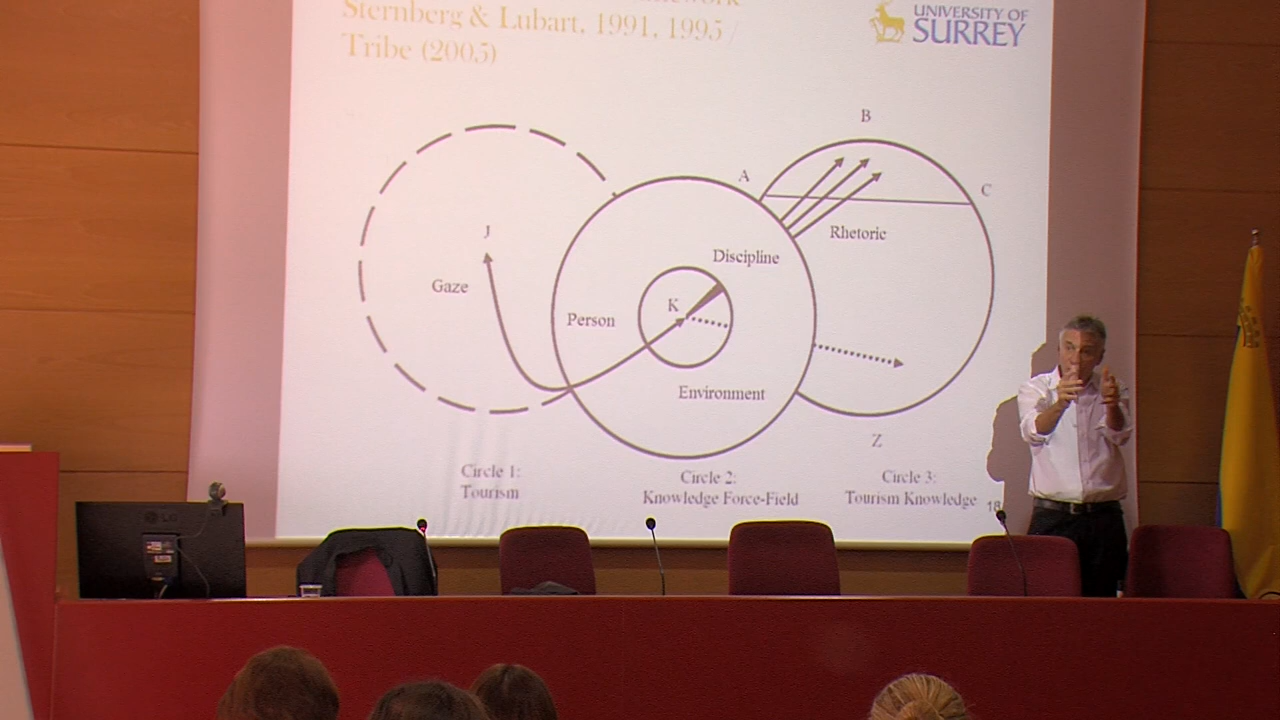 Sternberg & Lubart, 1991, 1995 /
Tribe (2005)
UNIVERSITY OF
SURREY
B
A
C
J
Rhetoric
Discipline
Gaze
K
Person
Environment
Z
Circle 1:
Tourism
Circle 2:
Knowledge Force-Field
Circle 3:
Tourism Knowledge
18
LG